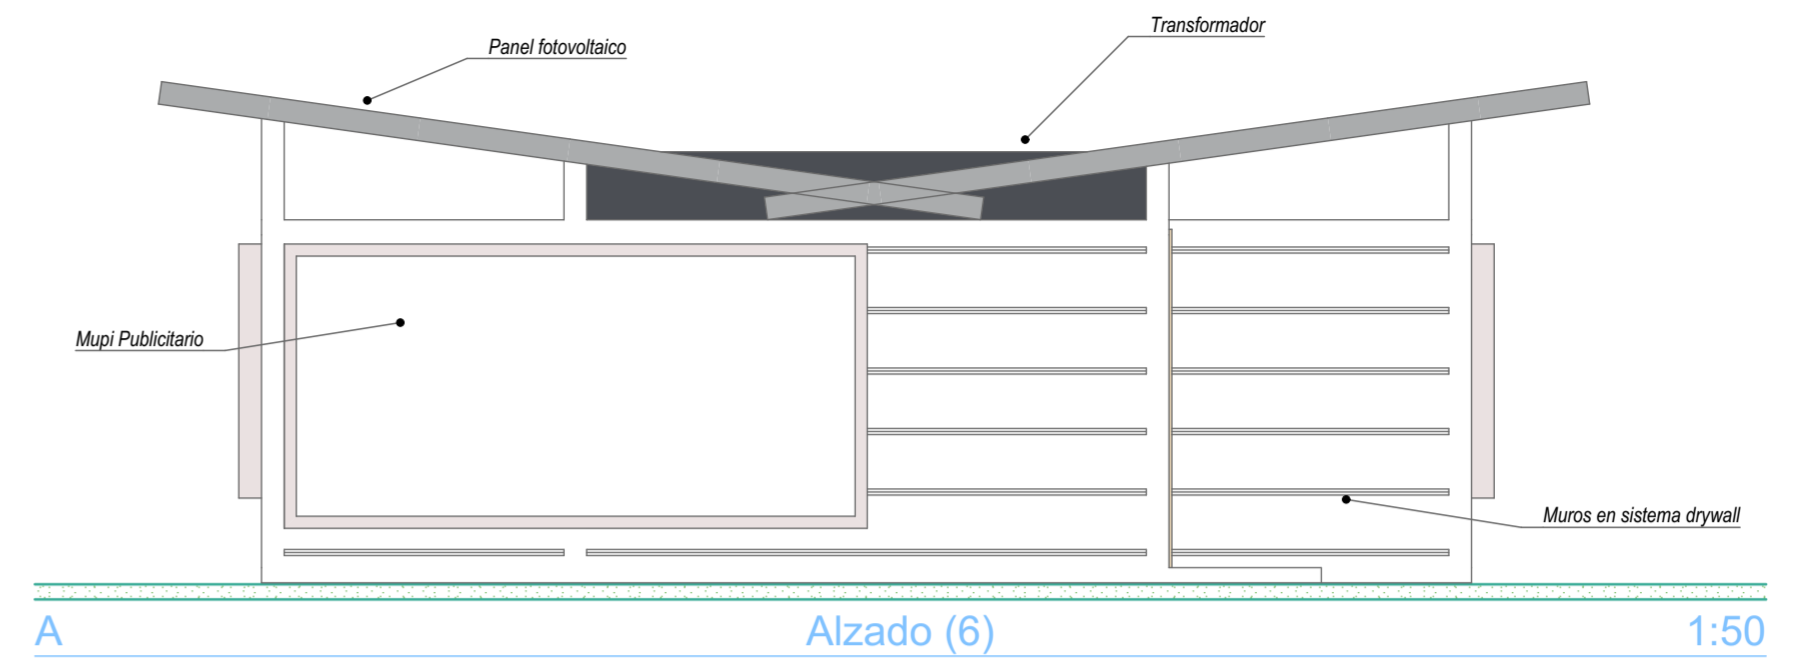 Transformador
Panel fotovoltaico
Mupi Publicitario
Muros en sistema drywall
A
Alzado (6)
1:50